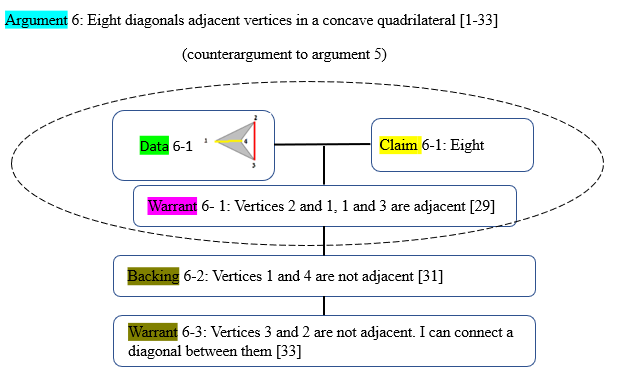 Argument 6: Eight diagonals adjacent vertices in a concave quadrilateral [1-33]
(counterargument to argument 5)
Data 6-1
1
2
4
3
Claim 6-1: Eight
Warrant 6- 1: Vertices 2 and 1, 1 and 3 are adjacent [29]
Backing 6-2: Vertices 1 and 4 are not adjacent [31]
Warrant 6-3: Vertices 3 and 2 are not adjacent. I can connect a
diagonal between them [33]